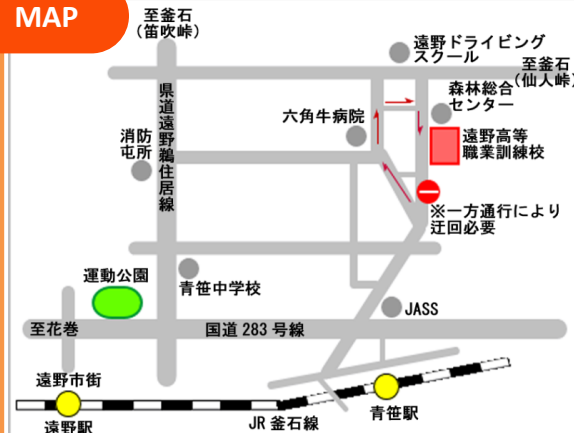 MAP
至釜石
(笛吹峠)
遠野ドライビング
スクール
至釜石
(仙人峠)
県道遠野鵜住居線
六角牛病院
森林総合
センター
消防
屯所
遠野高等
職業訓練校
※一方通行により
迂回必要
運動公園
青笹中学校
JASS
至花巻
国道 283 号線
遠野市街
遠野駅
JR 釜石線
青笹駅